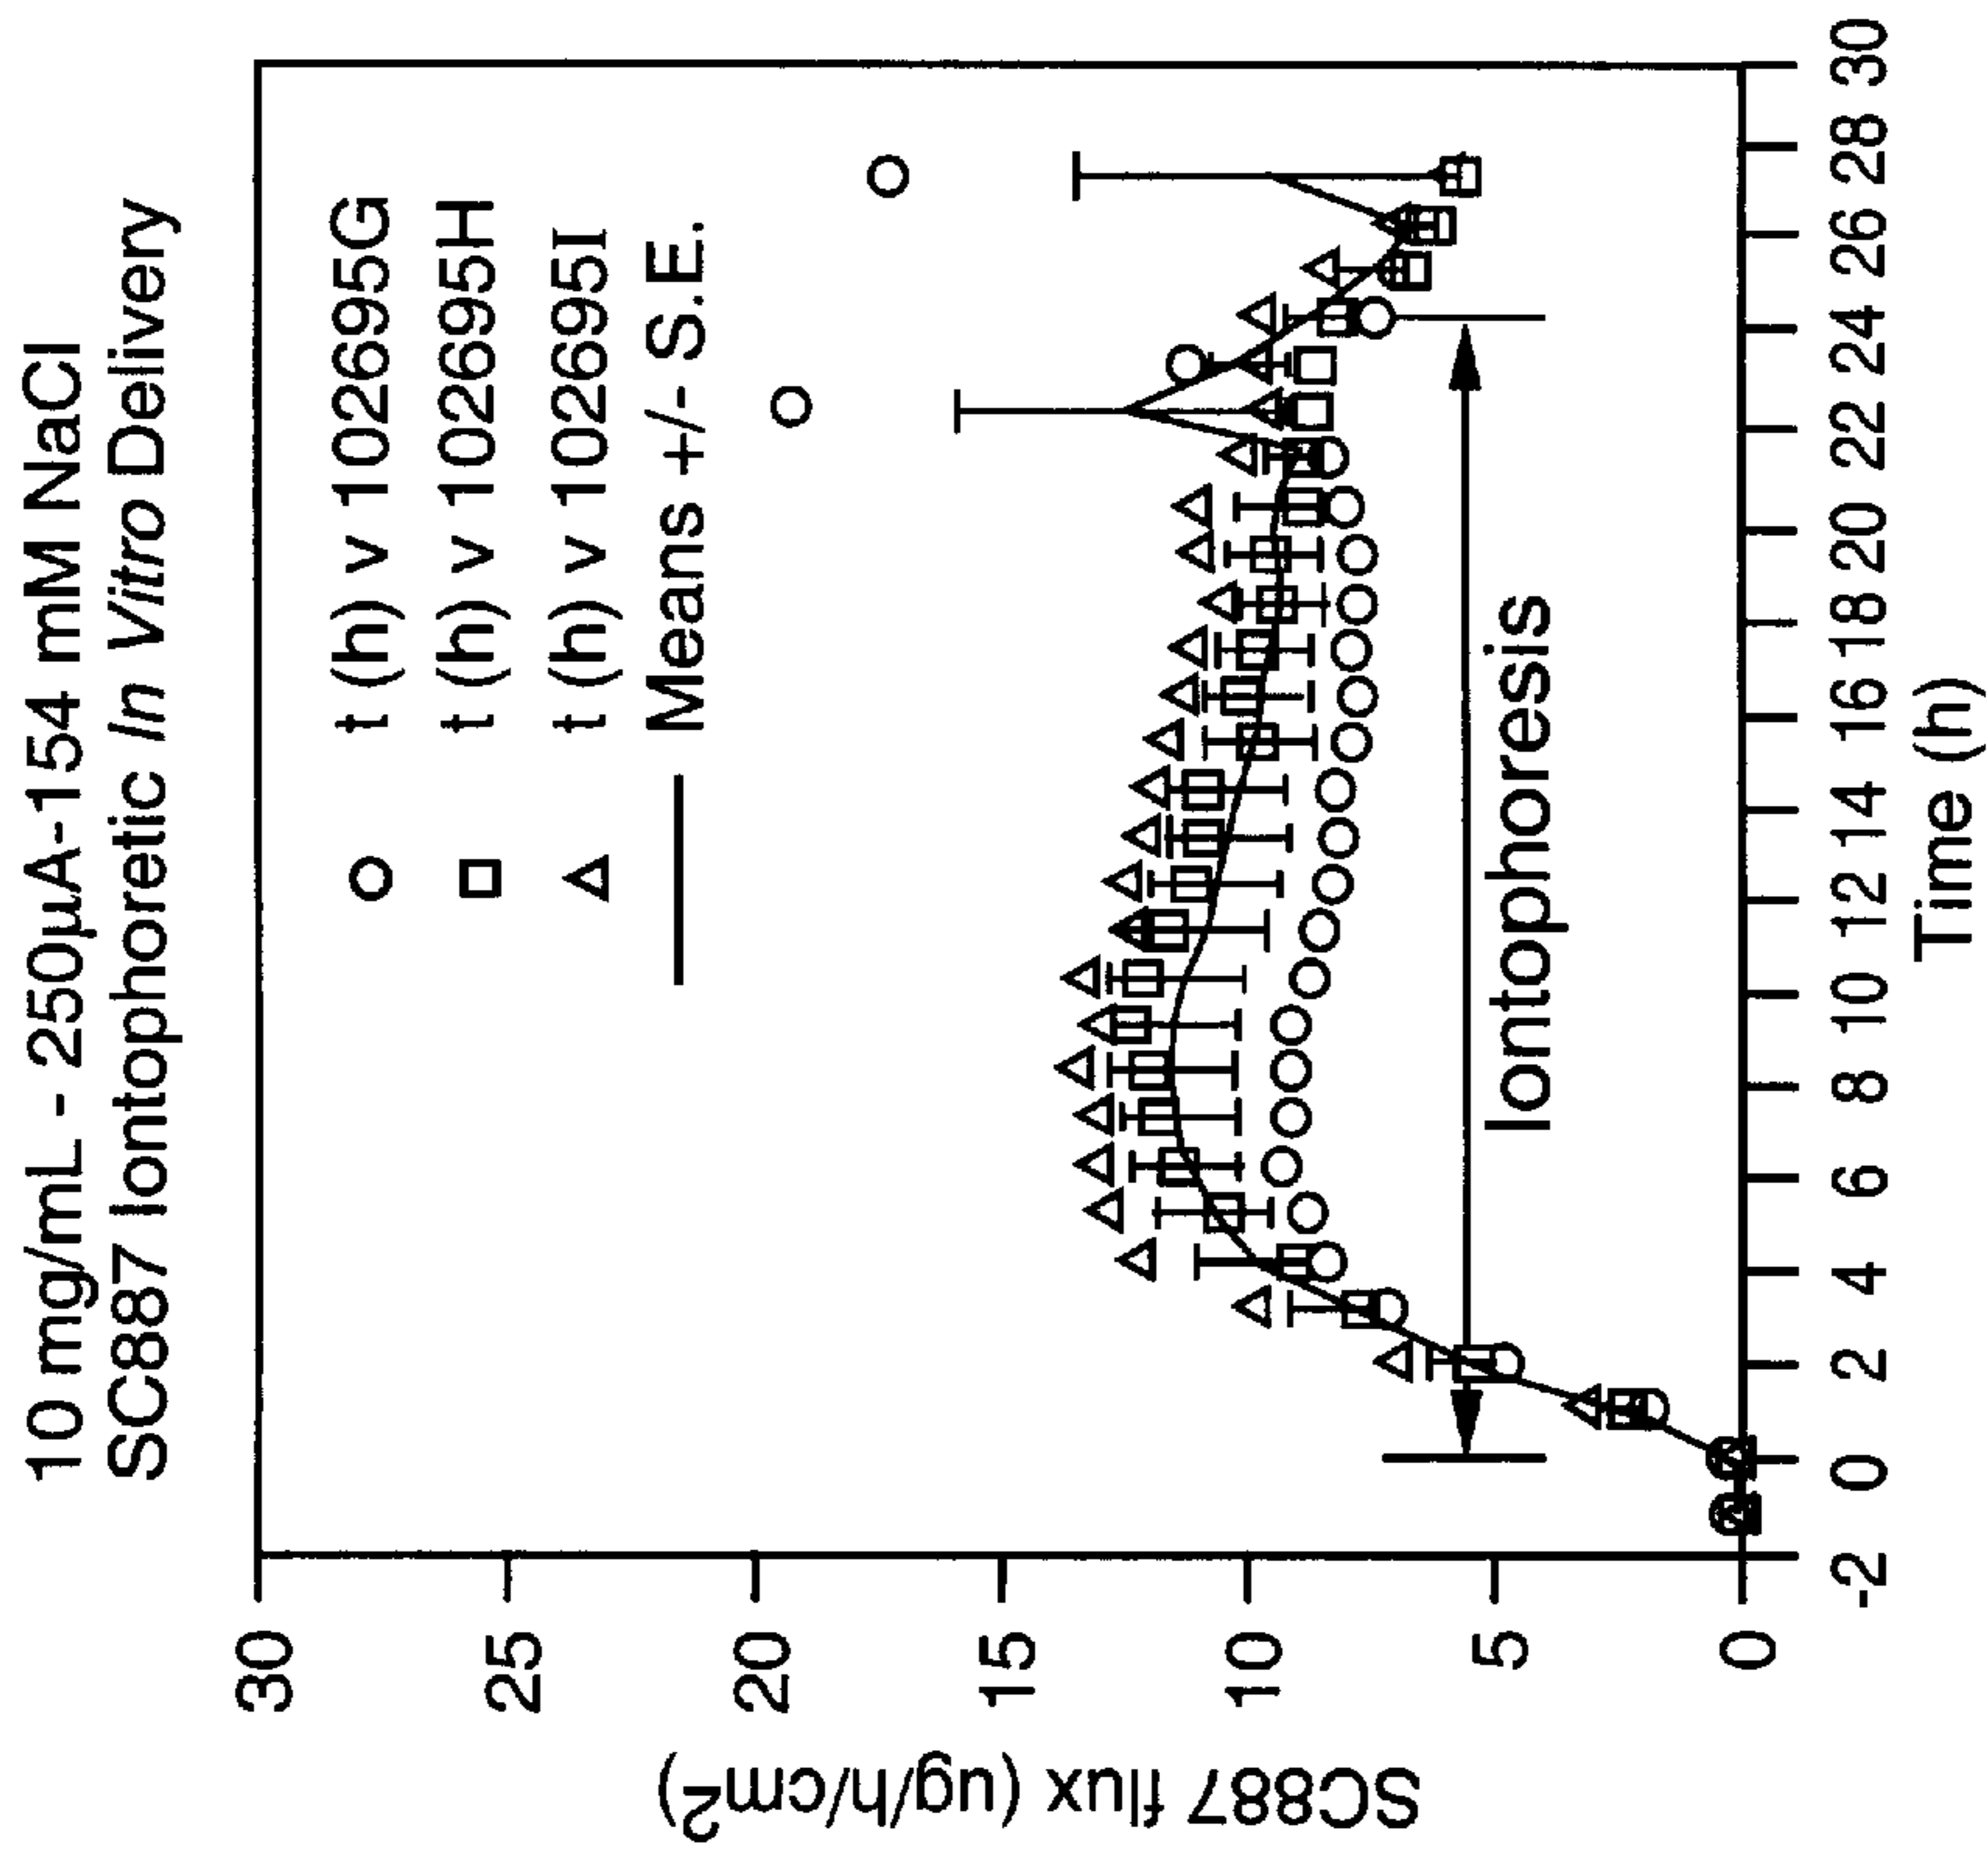 10 mg/mL - 250µA-154 mM NaCl
SC887 Iontophoretic In Vitro Delivery
t (h) v 102695G
t (h) v 102695H
t (h) v 102695I
Means +/- S.E.
30
25
20
15
10
5
0
SC887 flux (ug/h/cm2)
Iontophoresis
-2 0 2 4 6 8 10 12 14 16 18 20 22 24 26 28 30
Time (h)